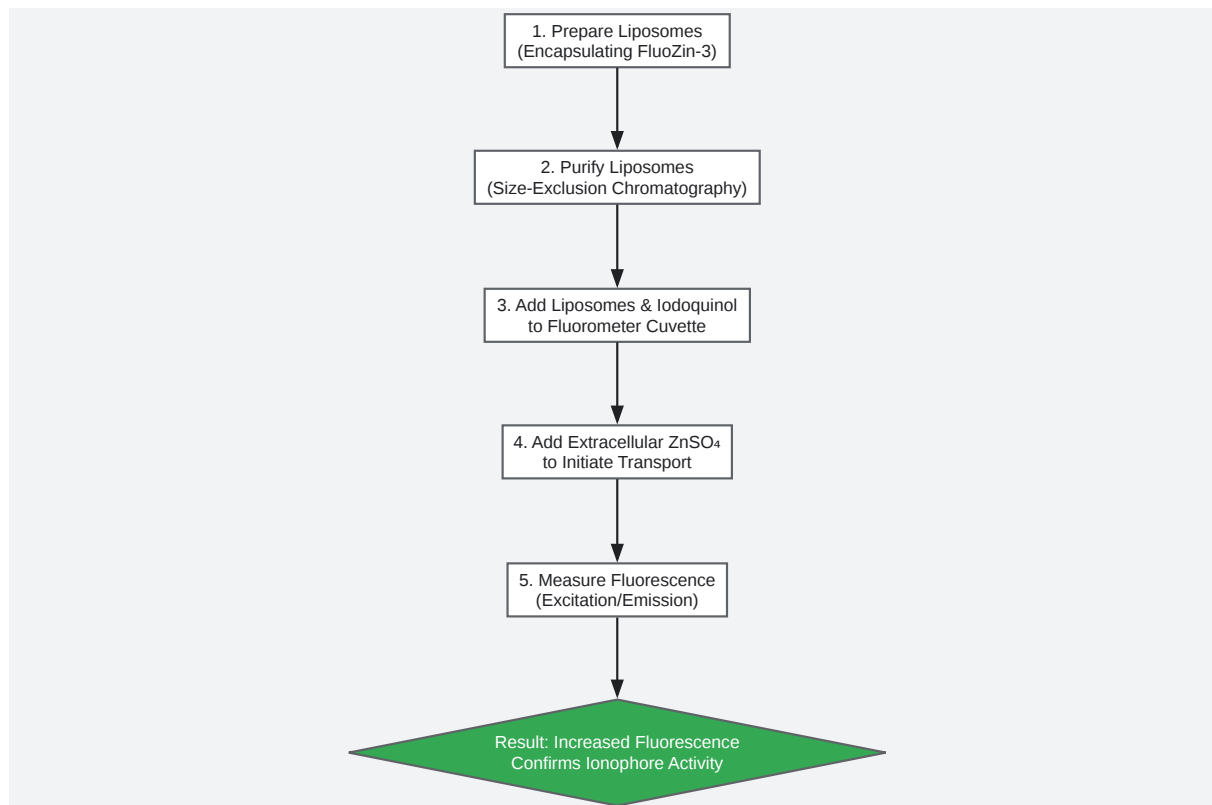 1. Prepare Liposomes
(Encapsulating FluoZin-3)
2. Purify Liposomes
(Size-Exclusion Chromatography)
3. Add Liposomes & Iodoquinol
to Fluorometer Cuvette
4. Add Extracellular ZnSO₄
to Initiate Transport
5. Measure Fluorescence
(Excitation/Emission)
Result: Increased Fluorescence
Confirms Ionophore Activity